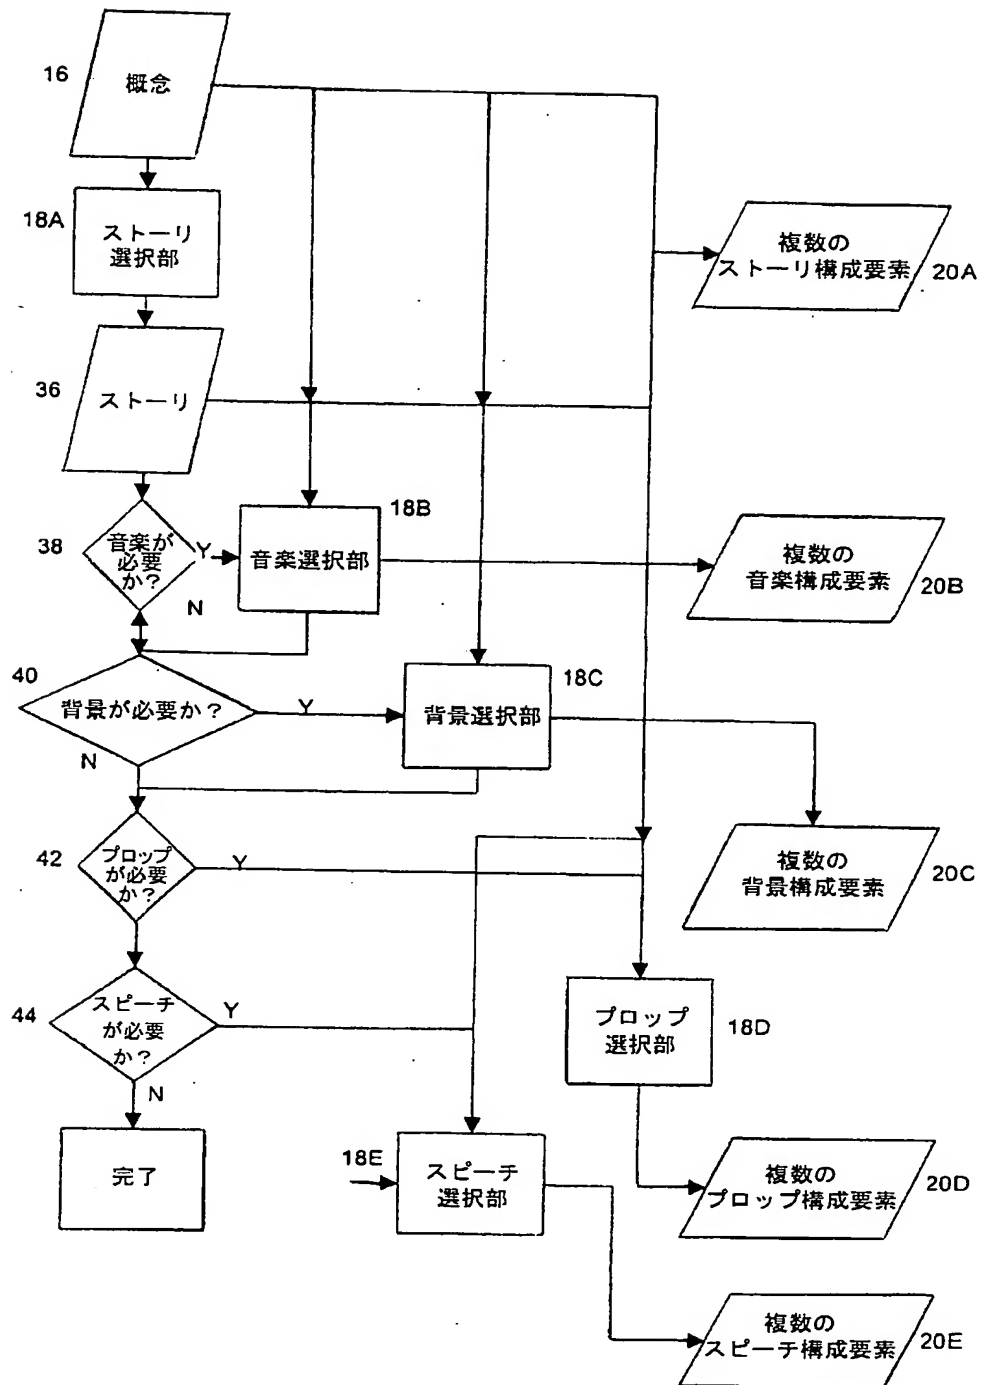 16
概念
18A
ストーリ
選択部
複数の
ストーリ構成要素
20A
36
ストーリ
38
音楽が
必要
か？
Y
N
18B
音楽選択部
複数の
音楽構成要素
20B
40
背景が必要か？
Y
N
18C
背景選択部
複数の
背景構成要素
20C
42
プロップ
が必要
か？
Y
44
スピーチ
が必要
か？
Y
N
プロップ
選択部
18D
完了
18E
スピーチ
選択部
複数の
プロップ構成要素
20D
複数の
スピーチ構成要素
20E